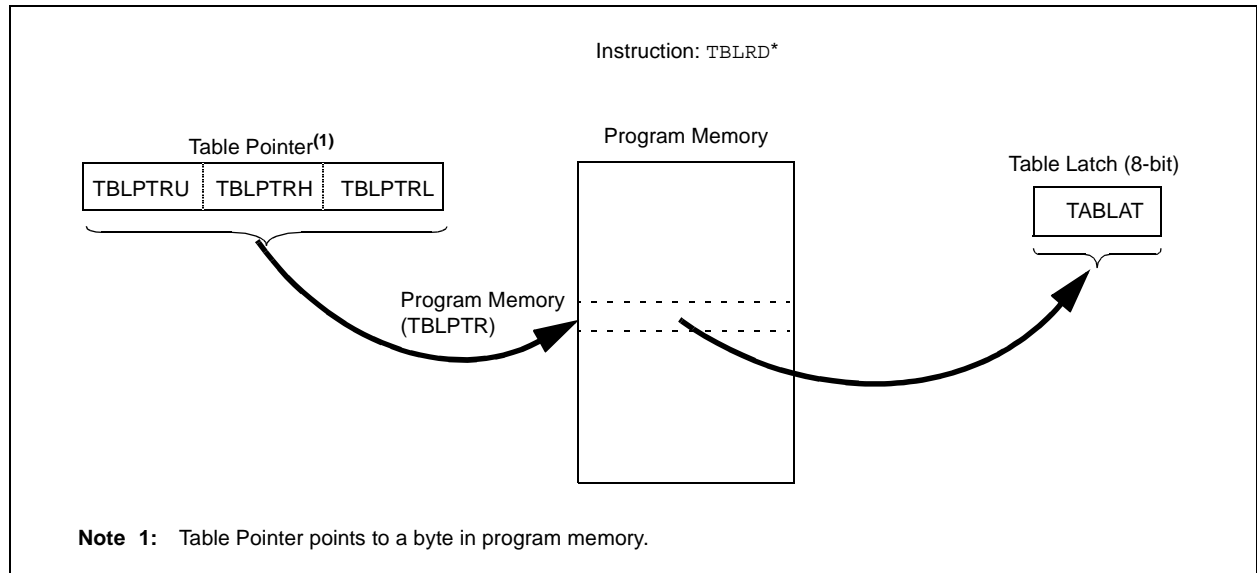 Instruction: TBLRD*
Table Pointer(1)
TBLPTRU TBLPTRH TBLPTRL
Program Memory
Table Latch (8-bit)
TABLAT
Program Memory
(TBLPTR)
Note 1: Table Pointer points to a byte in program memory.